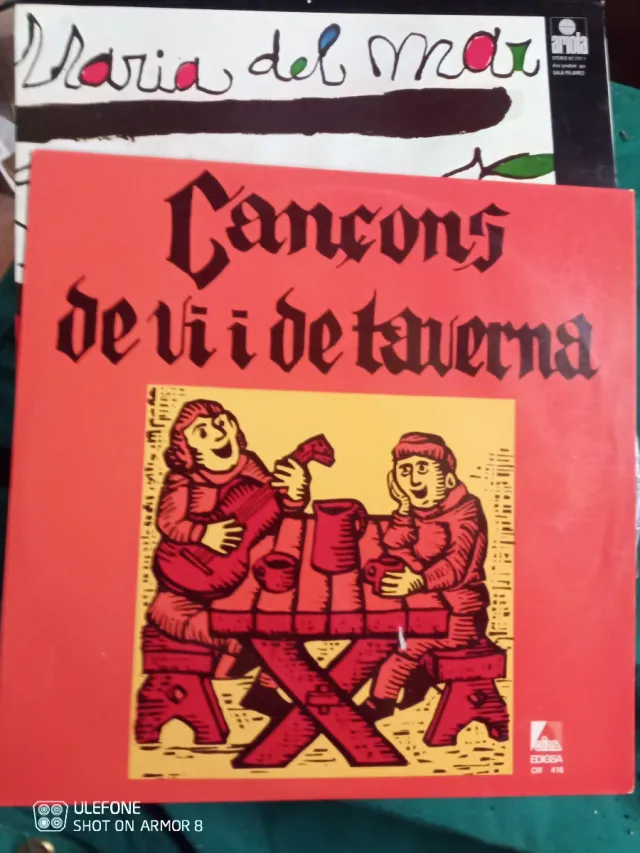 Maria del Mar
ariola
Cançons
de vi i de taverna
EDIGSA
CM 416
ULEFONE
SHOT ON ARMOR 8